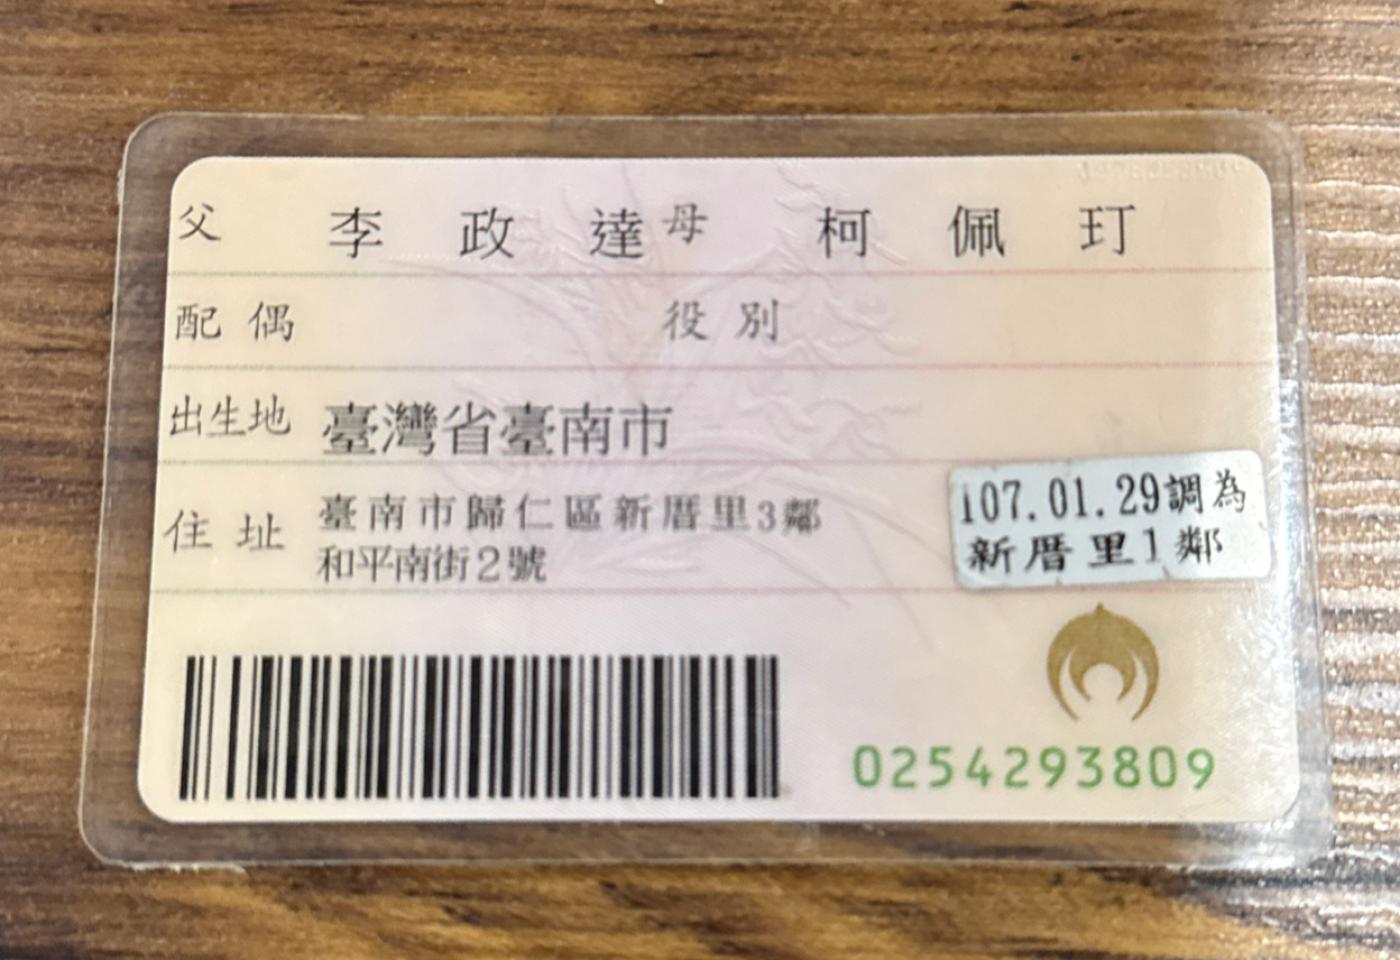 父 李政達 母 柯佩玎
配偶 役別
出生地 臺灣省臺南市
住址 臺南市歸仁區新厝里3鄰
和平南街2號
107.01.29調為
新厝里1鄰
0254293809